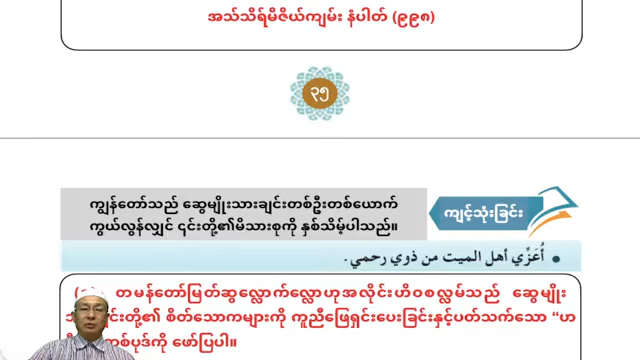 အသ်သိရ်မိဇိယ်ကျမ်း နံပါတ် (၉၉၈)
၃၅
ကျွန်တော်သည် ဆွေမျိုးသားချင်းတစ်ဦးတစ်ယောက်
ကွယ်လွန်လျှင် ၎င်းတို့၏မိသားစုကို နှစ်သိမ့်ပါသည်။
ကျင့်သုံးခြင်း
• أُعَزِّي أهل الميت من ذوي رحمي.
တမန်တော်မြတ်ဆွလ္လောက်လ္လောဟုအလိုင်းဟိဝစလ္လမ်သည် ဆွေမျိုး
၏ စိတ်သောကများကို ကူညီဖြေရှင်းပေးခြင်းနှင့်ပတ်သက်သော “ဟ
ဖော်ပြပါ။